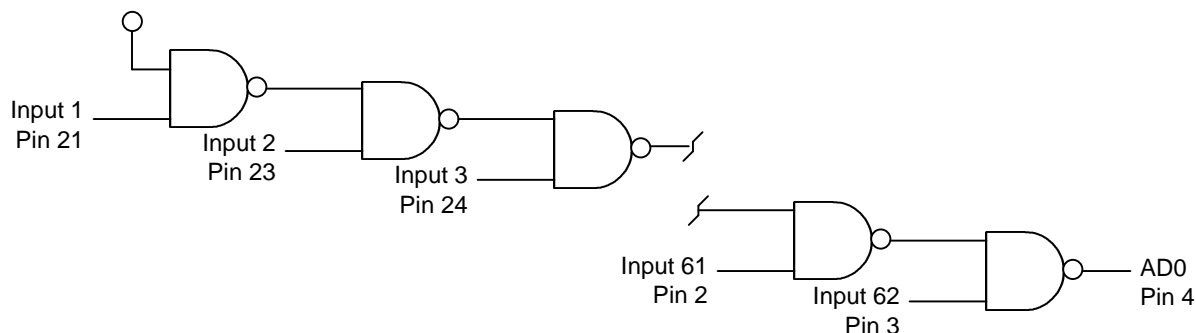 Input 1
Pin 21
Input 2
Pin 23
Input 3
Pin 24
Input 61
Pin 2
Input 62
Pin 3
AD0
Pin 4